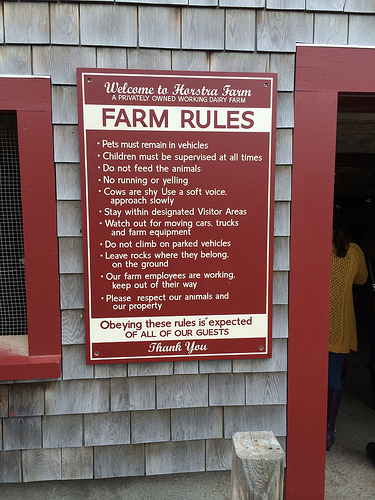 Welcome to Horstra Farm
A PRIVATELY OWNED WORKING DAIRY FARM
FARM RULES
• Pets must remain in vehicles
• Children must be supervised at all times
• Do not feed the animals
• No running or yelling
• Cows are shy Use a soft voice,
approach slowly
• Stay within designated Visitor Areas
• Watch out for moving cars, trucks
and farm equipment
• Do not climb on parked vehicles
• Leave rocks where they belong,
on the ground
• Our farm employees are working,
keep out of their way
• Please respect our animals and
our property
Obeying these rules is expected
OF ALL OF OUR GUESTS
Thank You